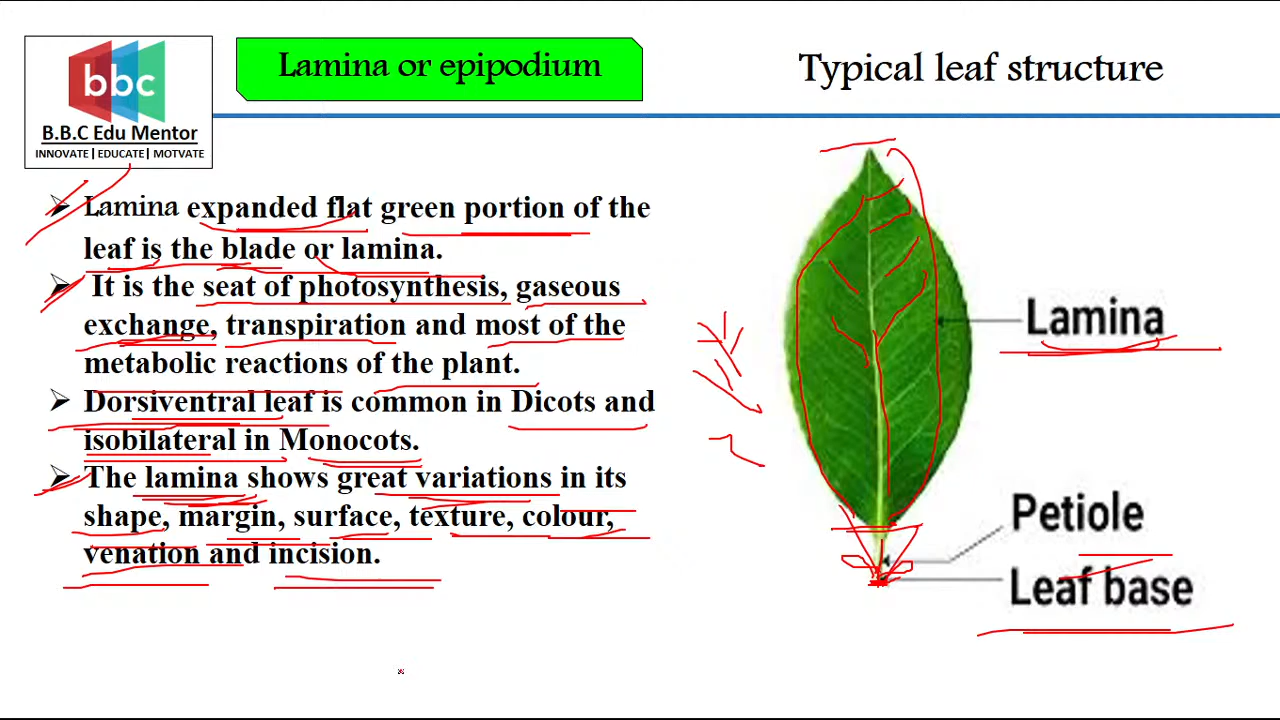 bbc
B.B.C Edu Mentor
INNOVATE | EDUCATE | MOTVATE
Lamina or epipodium
Typical leaf structure
➢ Lamina expanded flat green portion of the
leaf is the blade or lamina.
➢ It is the seat of photosynthesis, gaseous
exchange, transpiration and most of the
metabolic reactions of the plant.
➢ Dorsiventral leaf is common in Dicots and
isobilateral in Monocots.
➢ The lamina shows great variations in its
shape, margin, surface, texture, colour,
venation and incision.
Lamina
Petiole
Leaf base